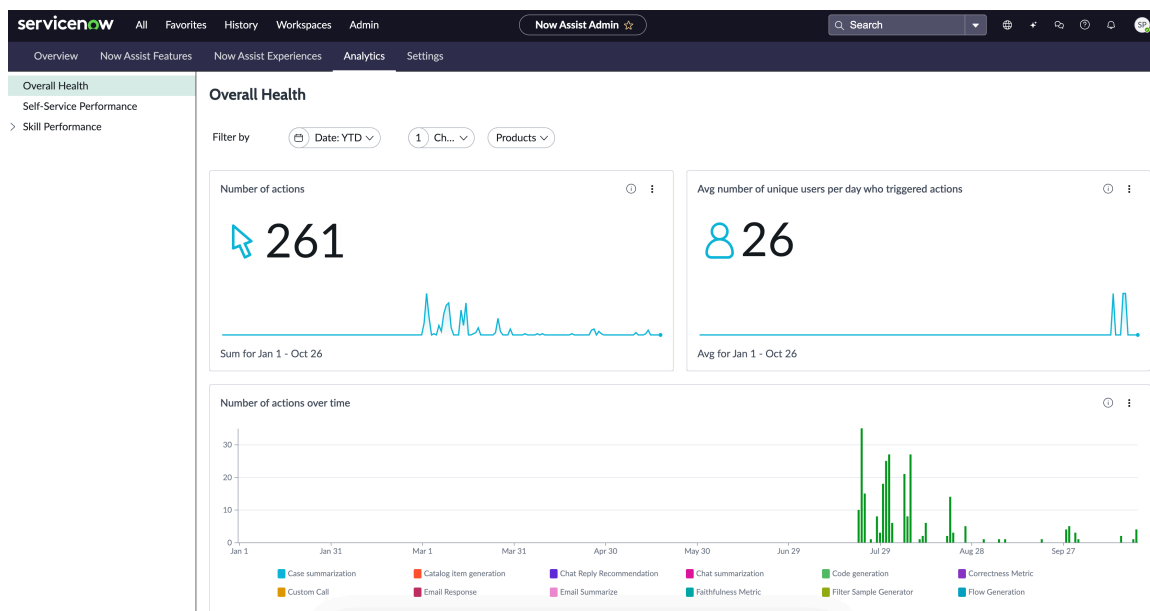 servicenow All Favorites History Workspaces Admin Now Assist Admin Search SP
Overview Now Assist Features Now Assist Experiences Analytics Settings
Overall Health
Self-Service Performance
Skill Performance
Overall Health
Filter by Date: YTD 1 Ch... Products
Number of actions
261
Sum for Jan 1 - Oct 26
Avg number of unique users per day who triggered actions
26
Avg for Jan 1 - Oct 26
Number of actions over time
30
20
10
0
Jan 1 Jan 31 Mar 1 Mar 31 Apr 30 May 30 Jun 29 Jul 29 Aug 28 Sep 27
Case summarization Catalog item generation Chat Reply Recommendation Chat summarization Code generation Correctness Metric
Custom Call Email Response Email Summarize Faithfulness Metric Filter Sample Generator Flow Generation